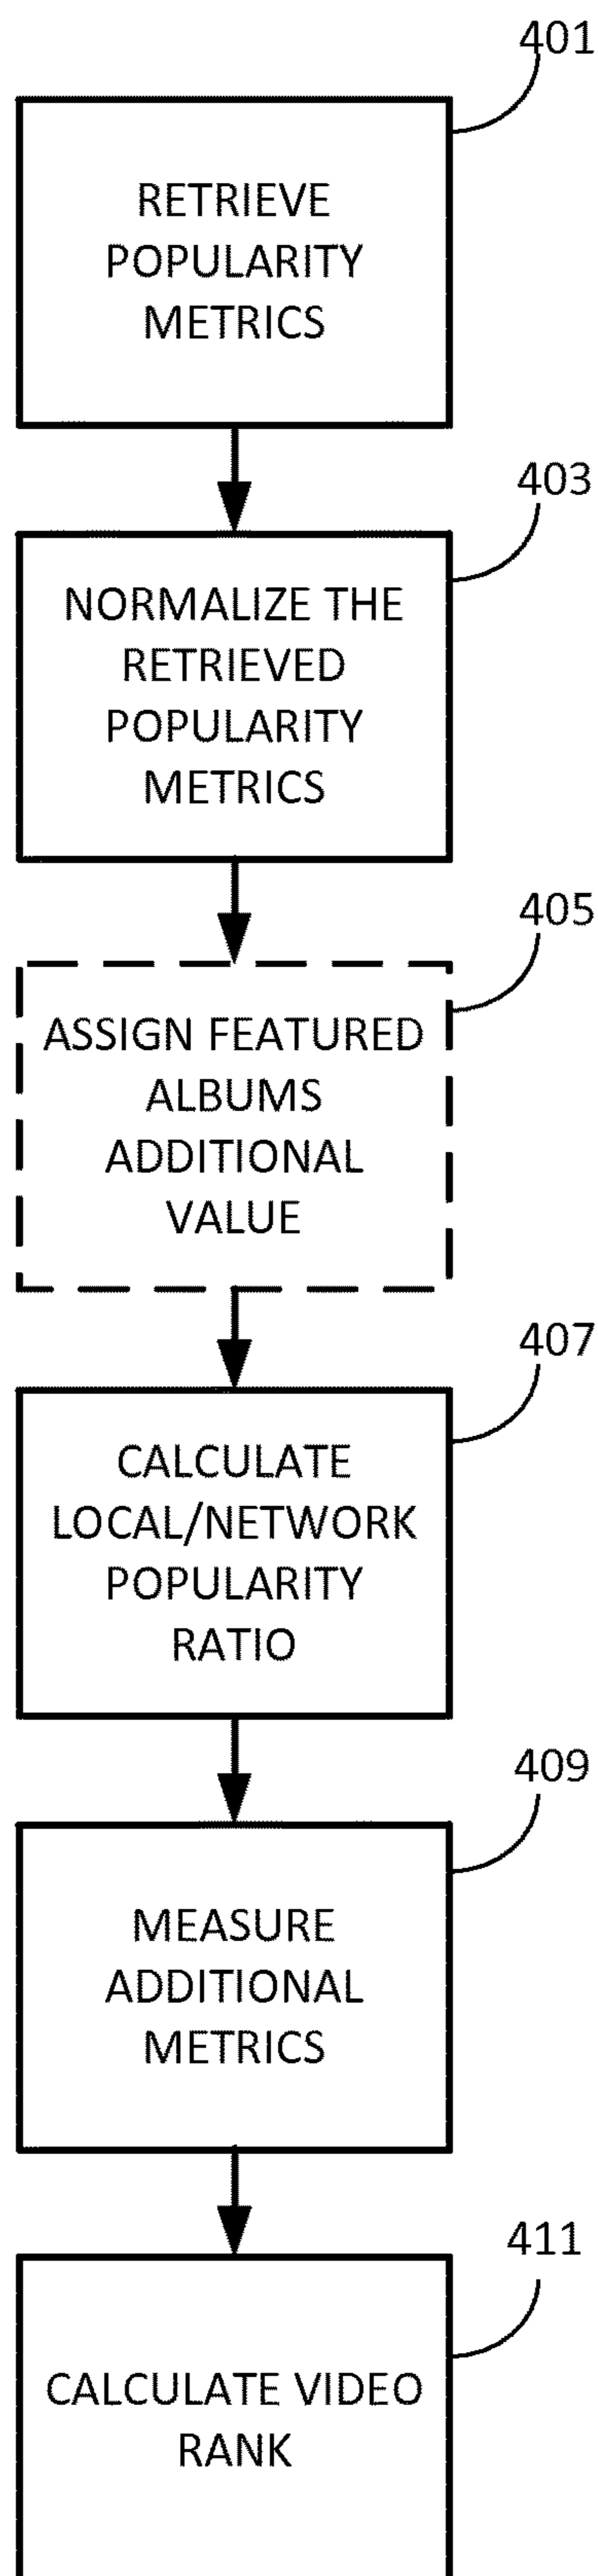 401
RETRIEVE
POPULARITY
METRICS
403
NORMALIZE THE
RETRIEVED
POPULARITY
METRICS
405
ASSIGN FEATURED
ALBUMS
ADDITIONAL
VALUE
407
CALCULATE
LOCAL/NETWORK
POPULARITY
RATIO
409
MEASURE
ADDITIONAL
METRICS
411
CALCULATE VIDEO
RANK